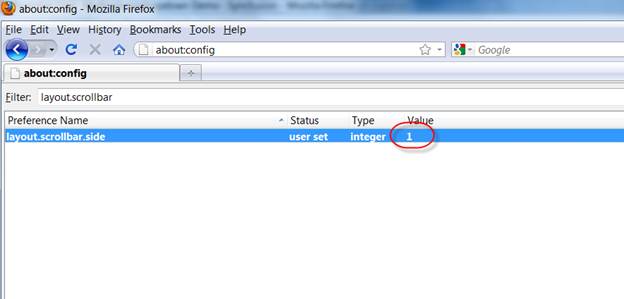 about:config - Mozilla Firefox
File Edit View History Bookmarks Tools Help
about:config Google
about:config
Filter: layout.scrollbar
Preference Name Status Type Value
layout.scrollbar.side user set integer 1